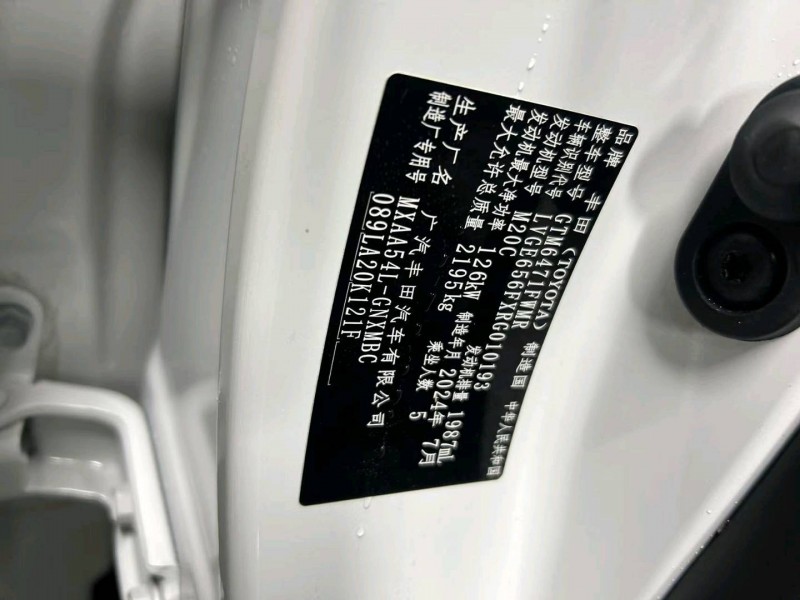 品牌 丰田 (TOYOTA) 制造国 中华人民共和国
整车型号 GTM6471FWMR
车辆识别代号 LVGE656FXRG010193
发动机型号 M20C 发动机排量 1987mL
发动机最大净功率 126kW 制造年月 2024年 7月
最大允许总质量 2195kg 乘坐人数 5
生产厂名 广汽丰田汽车有限公司
制造厂专用号 MXAA54L-GNXMBC
089LA20K121F